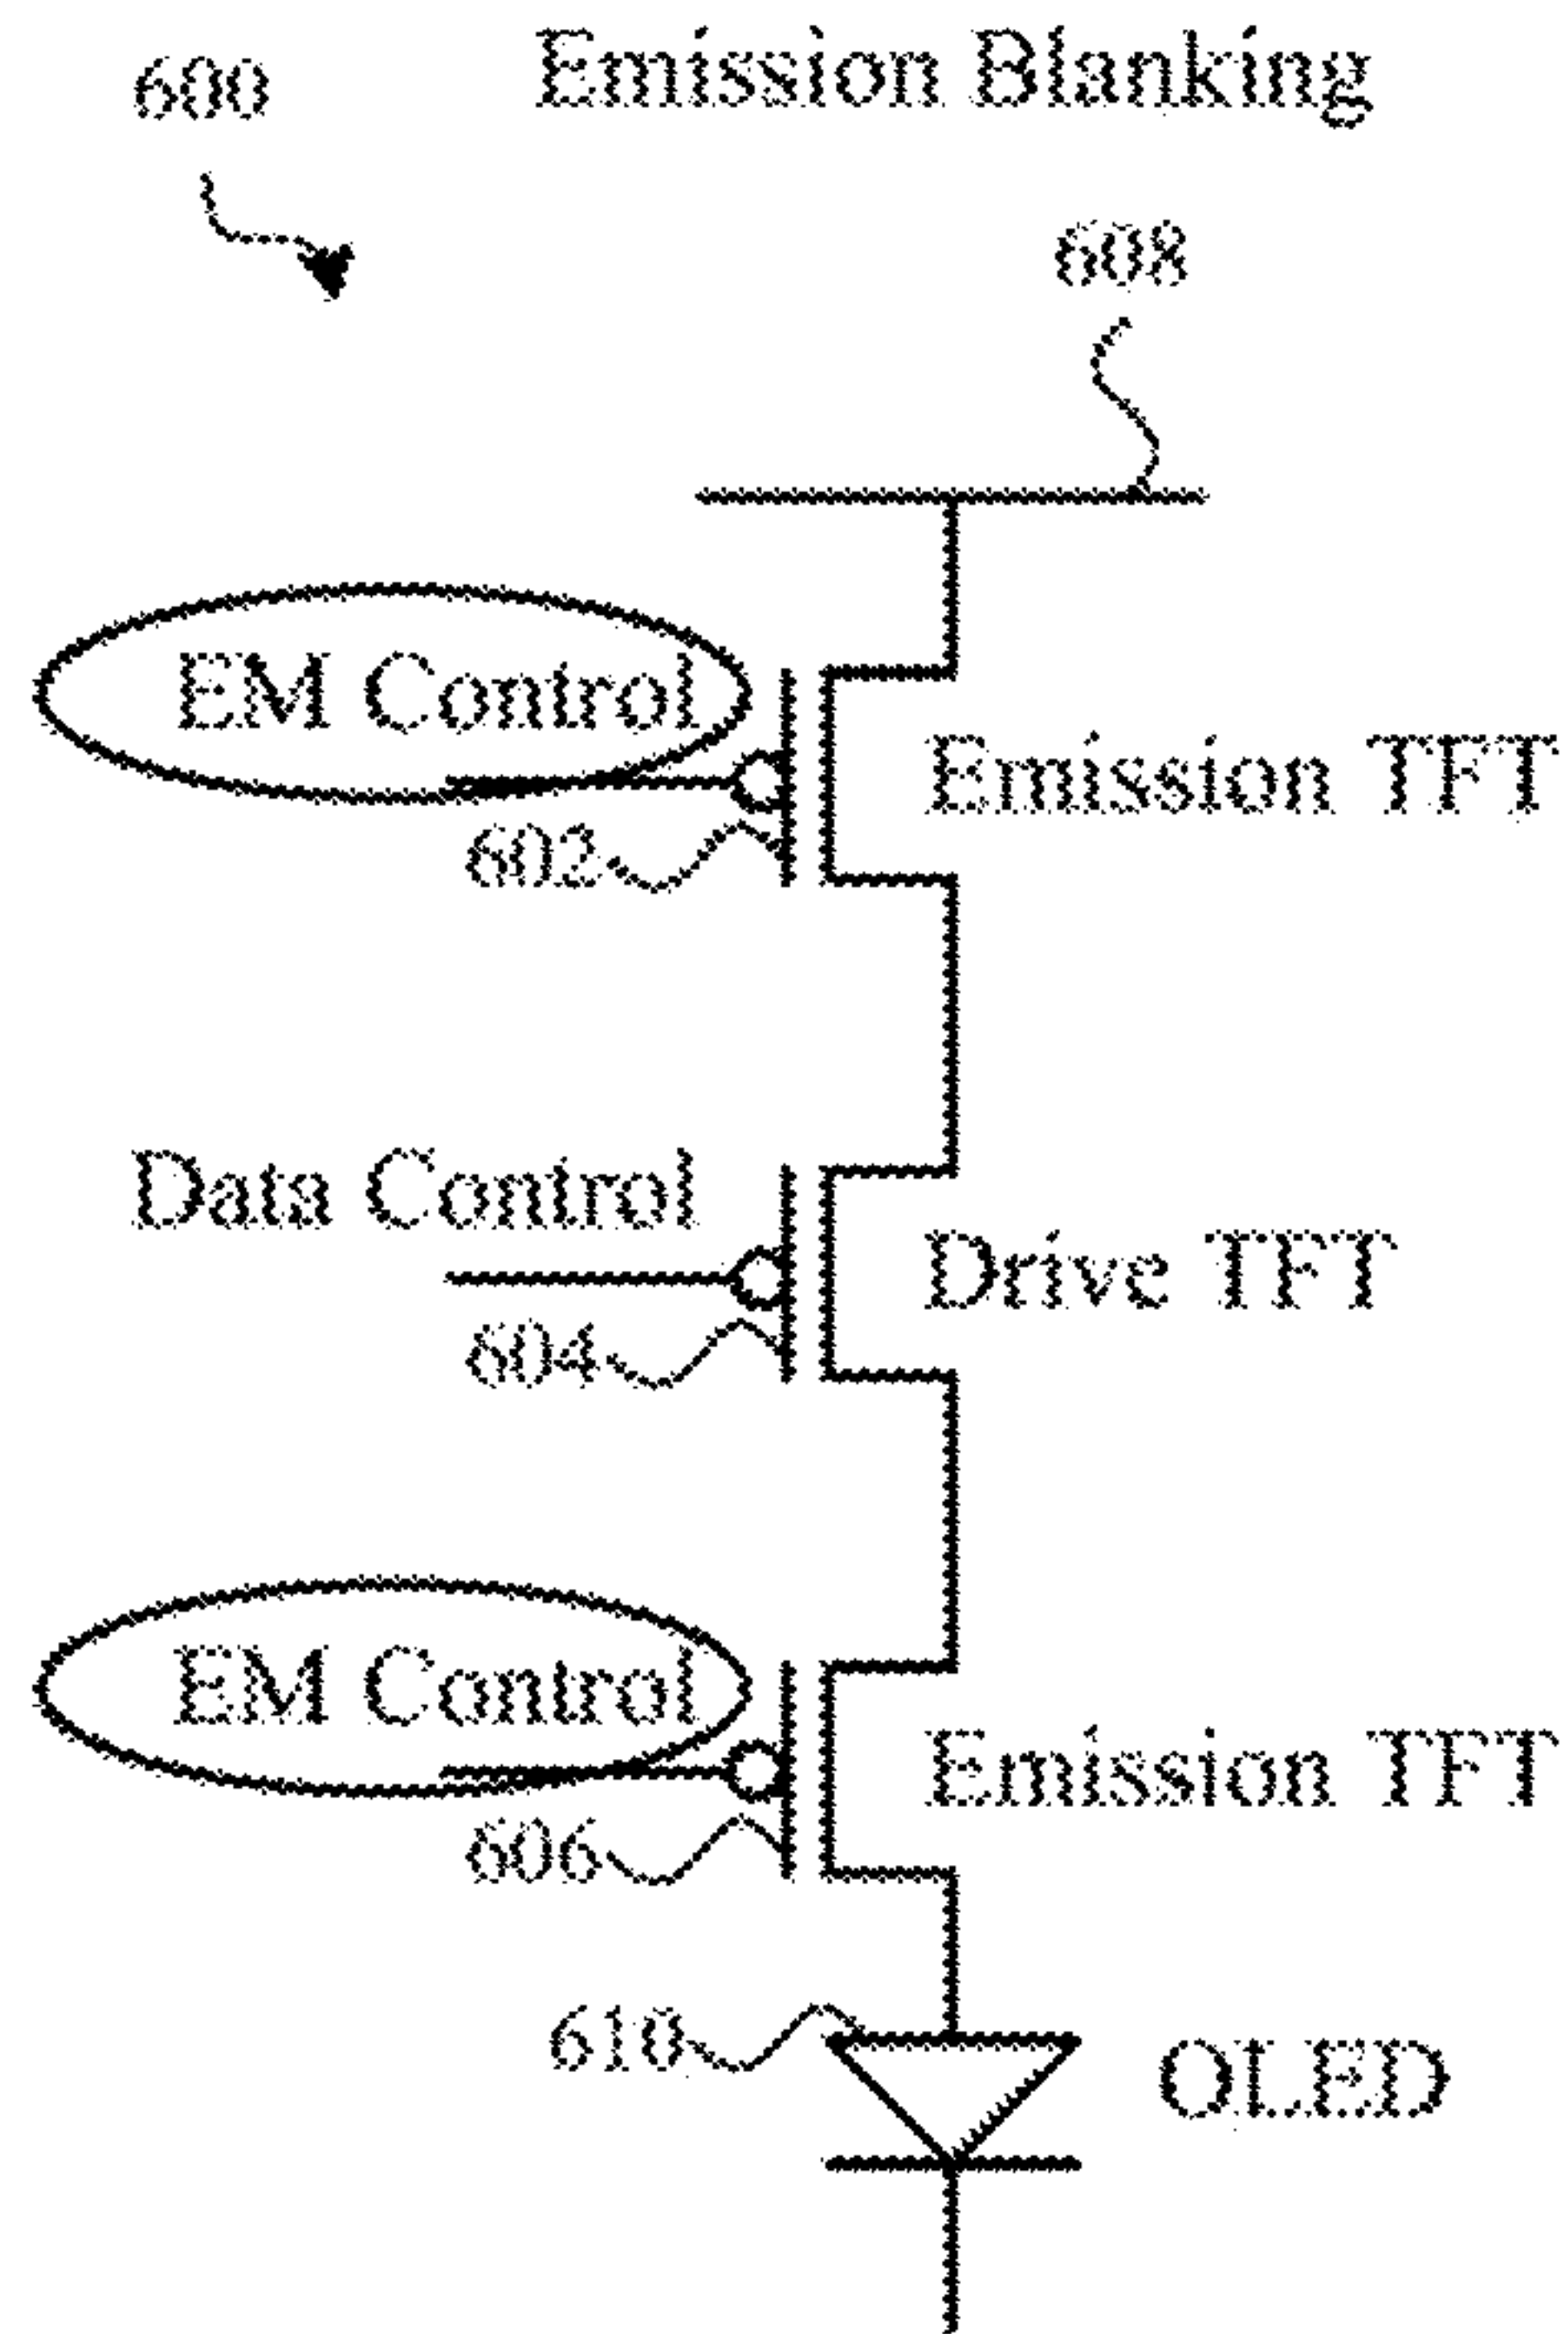 600
Emission Blanking
608
EM Control
Emission TFT
602
Data Control
Drive TFT
604
EM Control
Emission TFT
606
610
OLED